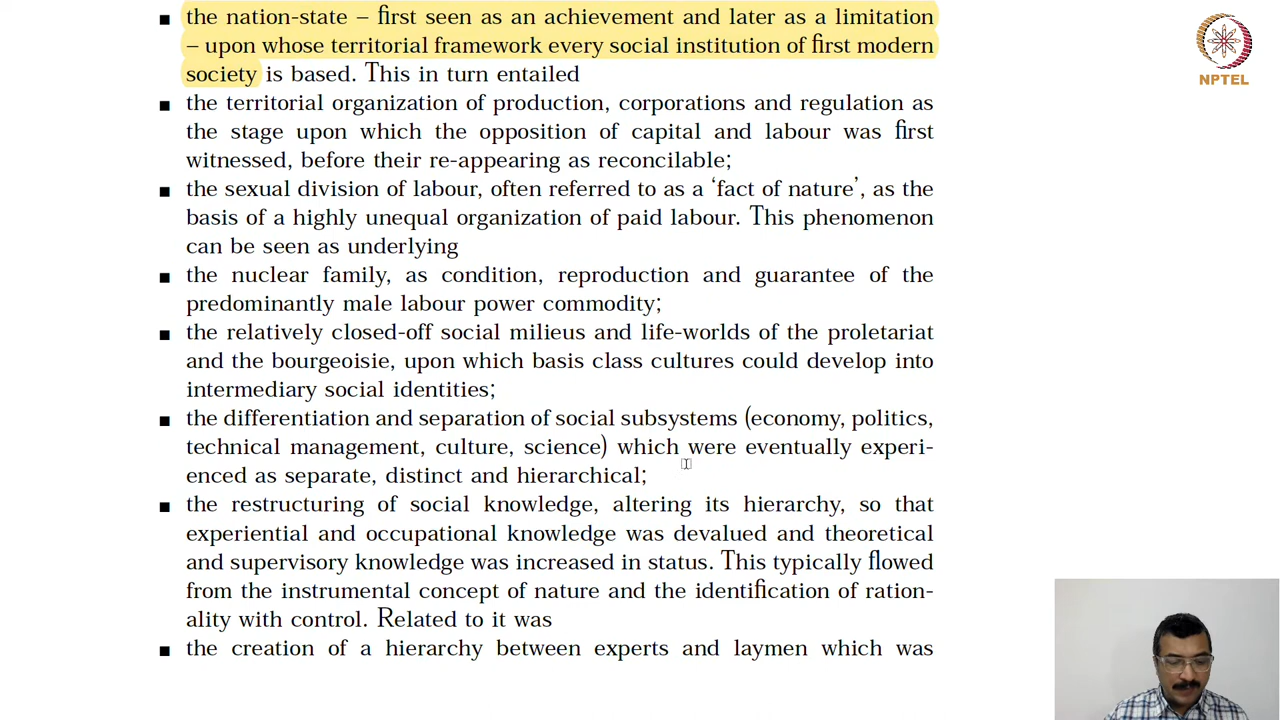 ■ the nation-state – first seen as an achievement and later as a limitation
– upon whose territorial framework every social institution of first modern
society is based. This in turn entailed
■ the territorial organization of production, corporations and regulation as
the stage upon which the opposition of capital and labour was first
witnessed, before their re-appearing as reconcilable;
■ the sexual division of labour, often referred to as a ‘fact of nature’, as the
basis of a highly unequal organization of paid labour. This phenomenon
can be seen as underlying
■ the nuclear family, as condition, reproduction and guarantee of the
predominantly male labour power commodity;
■ the relatively closed-off social milieus and life-worlds of the proletariat
and the bourgeoisie, upon which basis class cultures could develop into
intermediary social identities;
■ the differentiation and separation of social subsystems (economy, politics,
technical management, culture, science) which were eventually experi-
enced as separate, distinct and hierarchical;
■ the restructuring of social knowledge, altering its hierarchy, so that
experiential and occupational knowledge was devalued and theoretical
and supervisory knowledge was increased in status. This typically flowed
from the instrumental concept of nature and the identification of ration-
ality with control. Related to it was
■ the creation of a hierarchy between experts and laymen which was
NPTEL